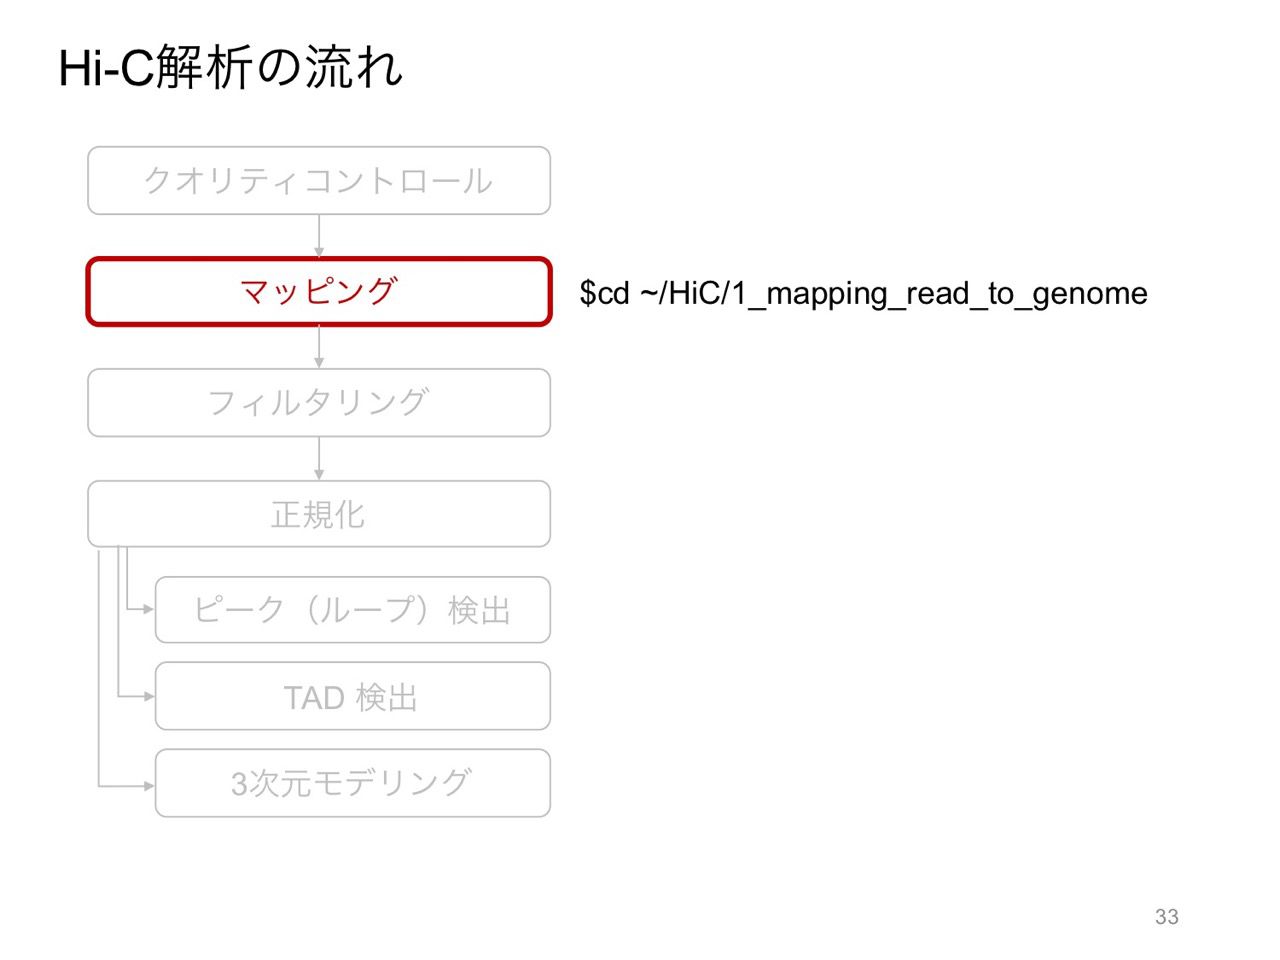 Hi-C解析の流れ
クオリティコントロール
マッピング
$cd ~/HiC/1_mapping_read_to_genome
フィルタリング
正規化
ピーク（ループ）検出
TAD 検出
3次元モデリング
33